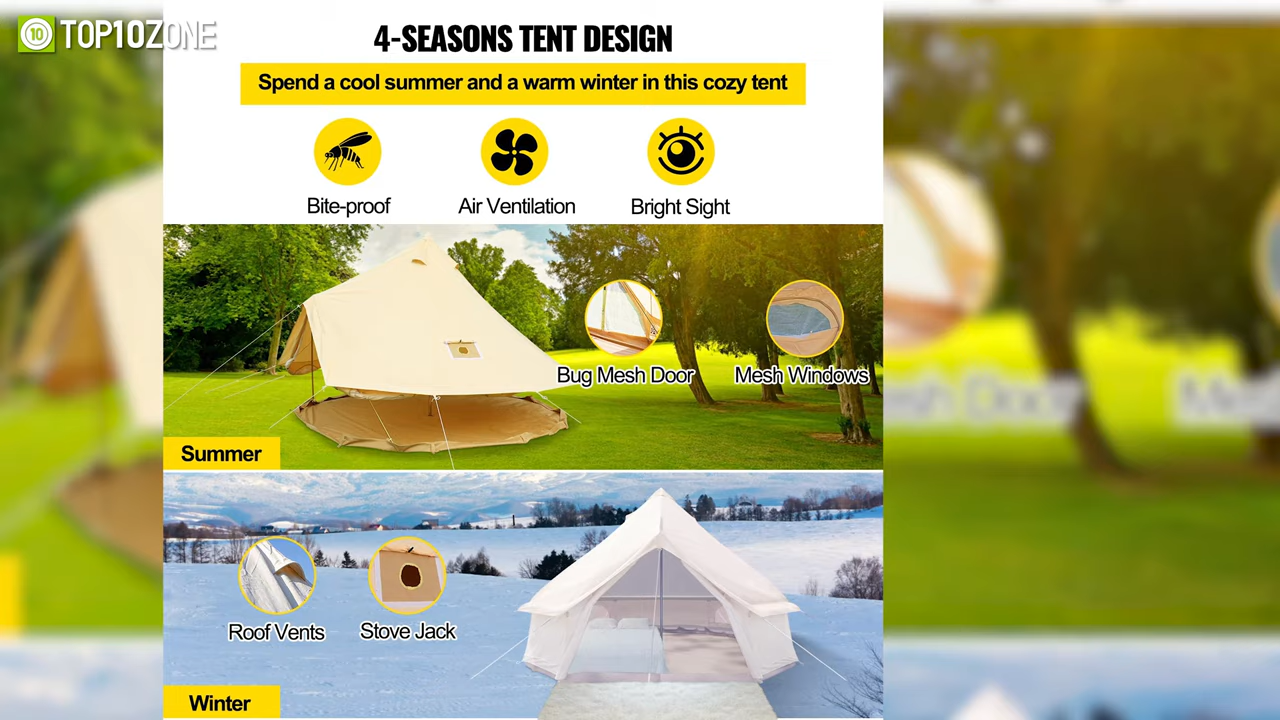 10 TOP10ZONE
4-SEASONS TENT DESIGN
Spend a cool summer and a warm winter in this cozy tent
Bite-proof
Air Ventilation
Bright Sight
Bug Mesh Door
Mesh Windows
Summer
Roof Vents
Stove Jack
Winter